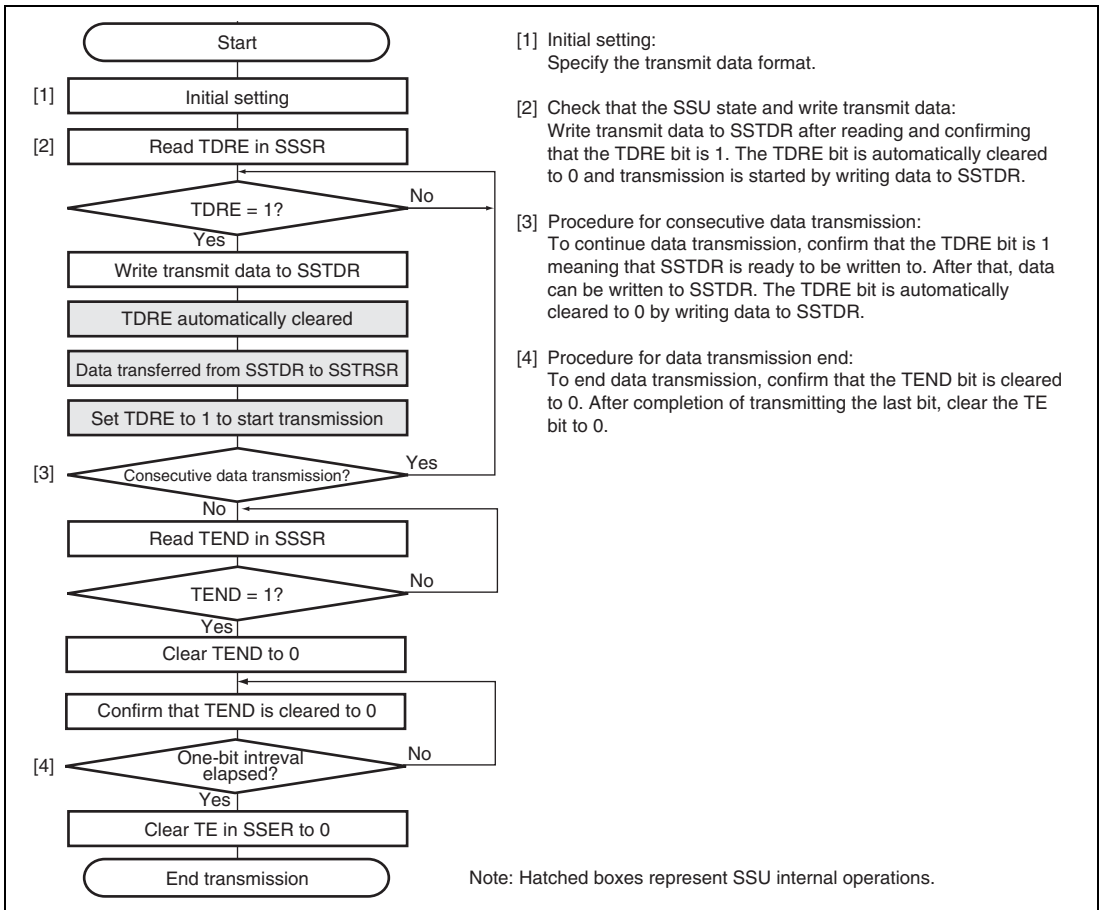 Start
[1] Initial setting
[2] Read TDRE in SSSR
TDRE = 1?
No
Yes
Write transmit data to SSTDR
TDRE automatically cleared
Data transferred from SSTDR to SSTRSR
Set TDRE to 1 to start transmission
[3] Consecutive data transmission?
Yes
No
Read TEND in SSSR
TEND = 1?
No
Yes
Clear TEND to 0
Confirm that TEND is cleared to 0
[4] One-bit intreval
elapsed?
No
Yes
Clear TE in SSER to 0
End transmission
[1] Initial setting:
Specify the transmit data format.
[2] Check that the SSU state and write transmit data:
Write transmit data to SSTDR after reading and confirming
that the TDRE bit is 1. The TDRE bit is automatically cleared
to 0 and transmission is started by writing data to SSTDR.
[3] Procedure for consecutive data transmission:
To continue data transmission, confirm that the TDRE bit is 1
meaning that SSTDR is ready to be written to. After that, data
can be written to SSTDR. The TDRE bit is automatically
cleared to 0 by writing data to SSTDR.
[4] Procedure for data transmission end:
To end data transmission, confirm that the TEND bit is cleared
to 0. After completion of transmitting the last bit, clear the TE
bit to 0.
Note: Hatched boxes represent SSU internal operations.